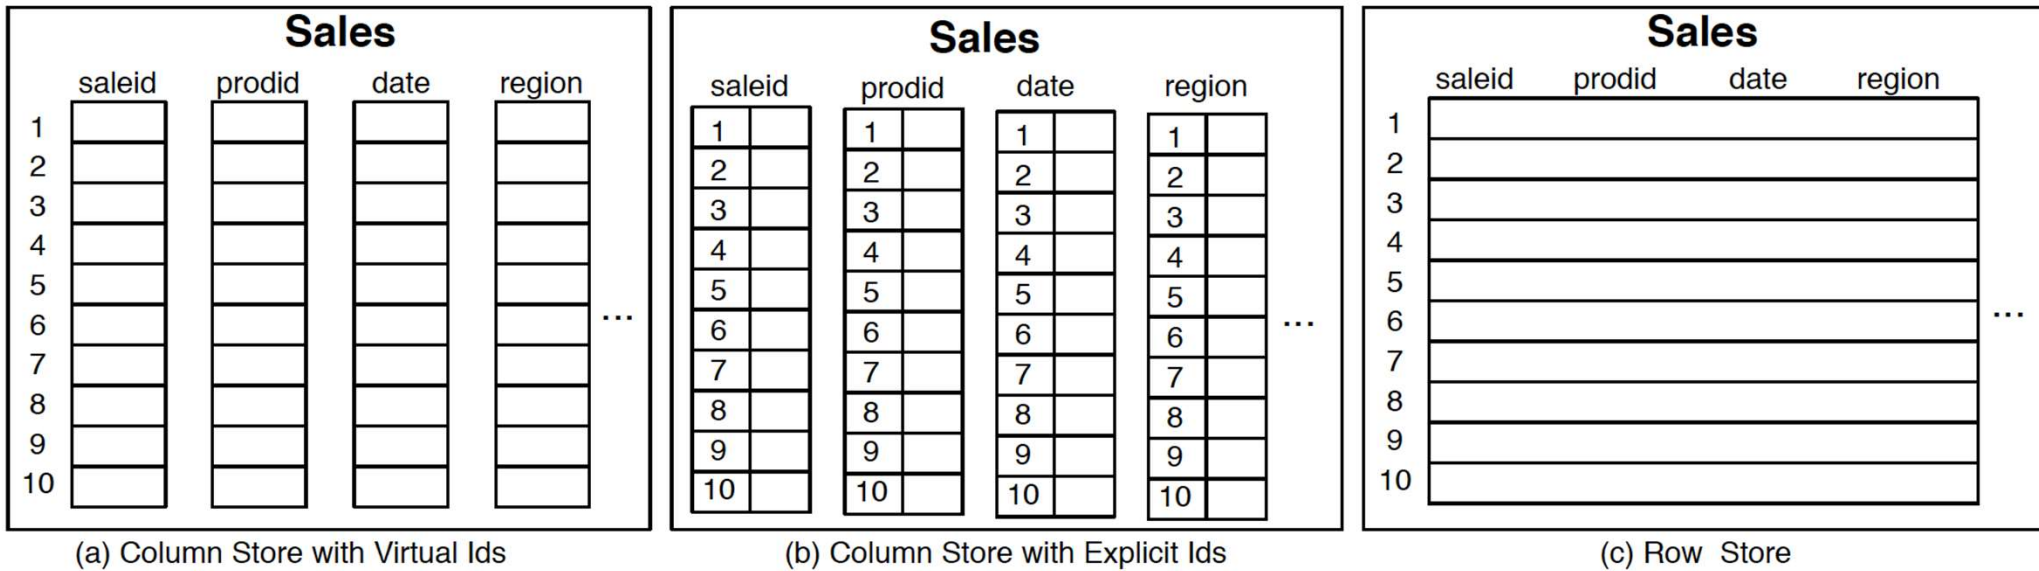 Sales
saleid prodid date region
1
2
3
4
5
6
7
8
9
10
...
(a) Column Store with Virtual Ids
Sales
saleid prodid date region
1 1 1 1
2 2 2 2
3 3 3 3
4 4 4 4
5 5 5 5
6 6 6 6
7 7 7 7
8 8 8 8
9 9 9 9
10 10 10 10
...
(b) Column Store with Explicit Ids
Sales
saleid prodid date region
1
2
3
4
5
6
7
8
9
10
...
(c) Row Store